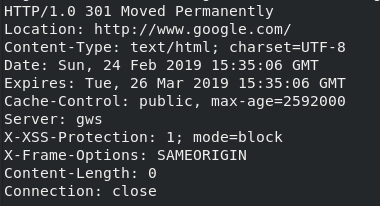 HTTP/1.0 301 Moved Permanently
Location: http://www.google.com/
Content-Type: text/html; charset=UTF-8
Date: Sun, 24 Feb 2019 15:35:06 GMT
Expires: Tue, 26 Mar 2019 15:35:06 GMT
Cache-Control: public, max-age=2592000
Server: gws
X-XSS-Protection: 1; mode=block
X-Frame-Options: SAMEORIGIN
Content-Length: 0
Connection: close